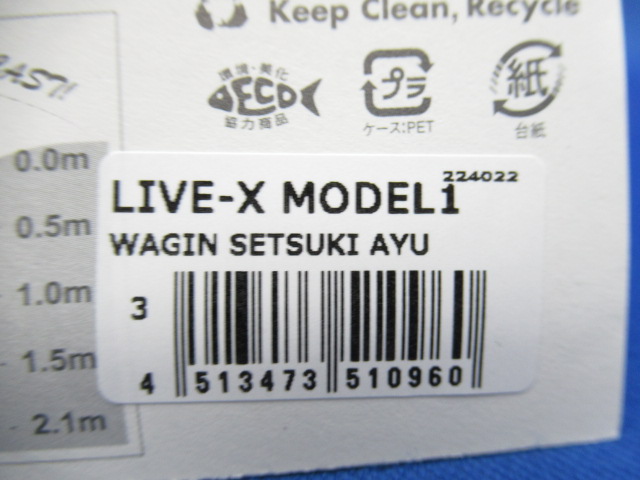 Keep Clean, Recycle
環境・美化
ECO
協力商品
プラ
ケース:PET
紙
台紙
AST!
0.0m
0.5m
1.0m
1.5m
2.1m
224022
LIVE-X MODEL1
WAGIN SETSUKI AYU
3
4 513473 510960